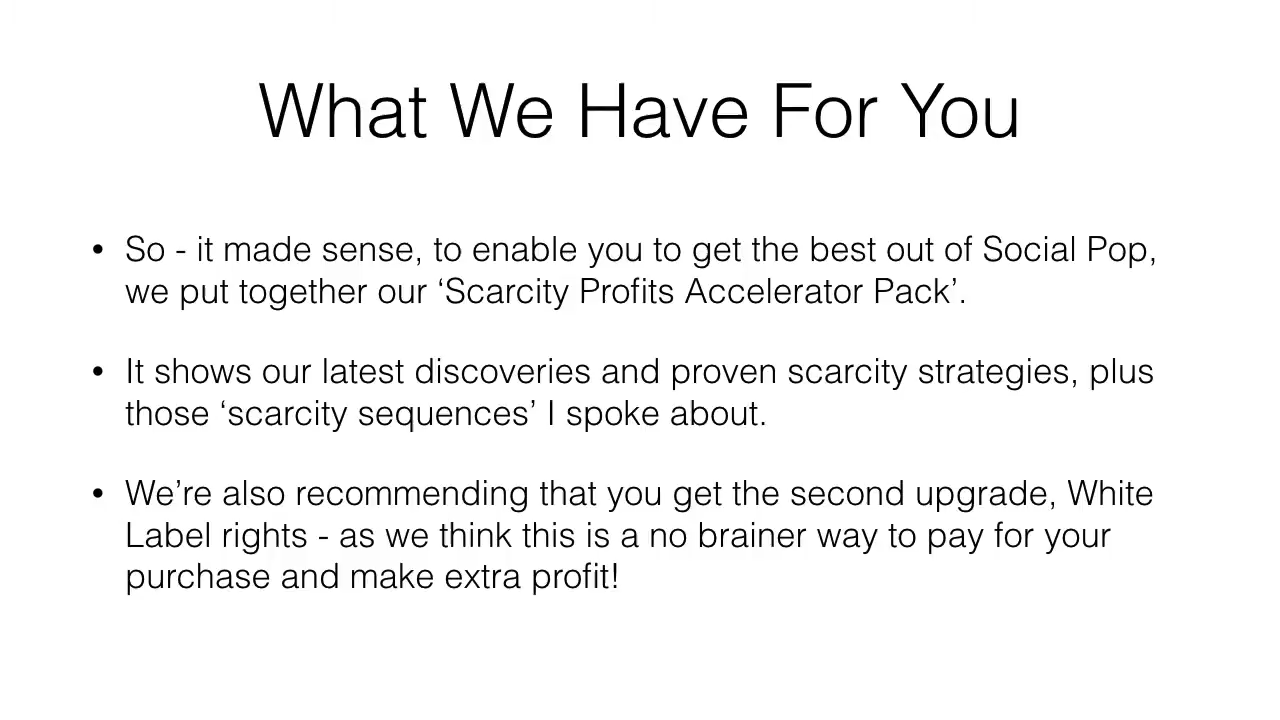 What We Have For You
• So - it made sense, to enable you to get the best out of Social Pop,
we put together our ‘Scarcity Profits Accelerator Pack’.
• It shows our latest discoveries and proven scarcity strategies, plus
those ‘scarcity sequences’ I spoke about.
• We’re also recommending that you get the second upgrade, White
Label rights - as we think this is a no brainer way to pay for your
purchase and make extra profit!